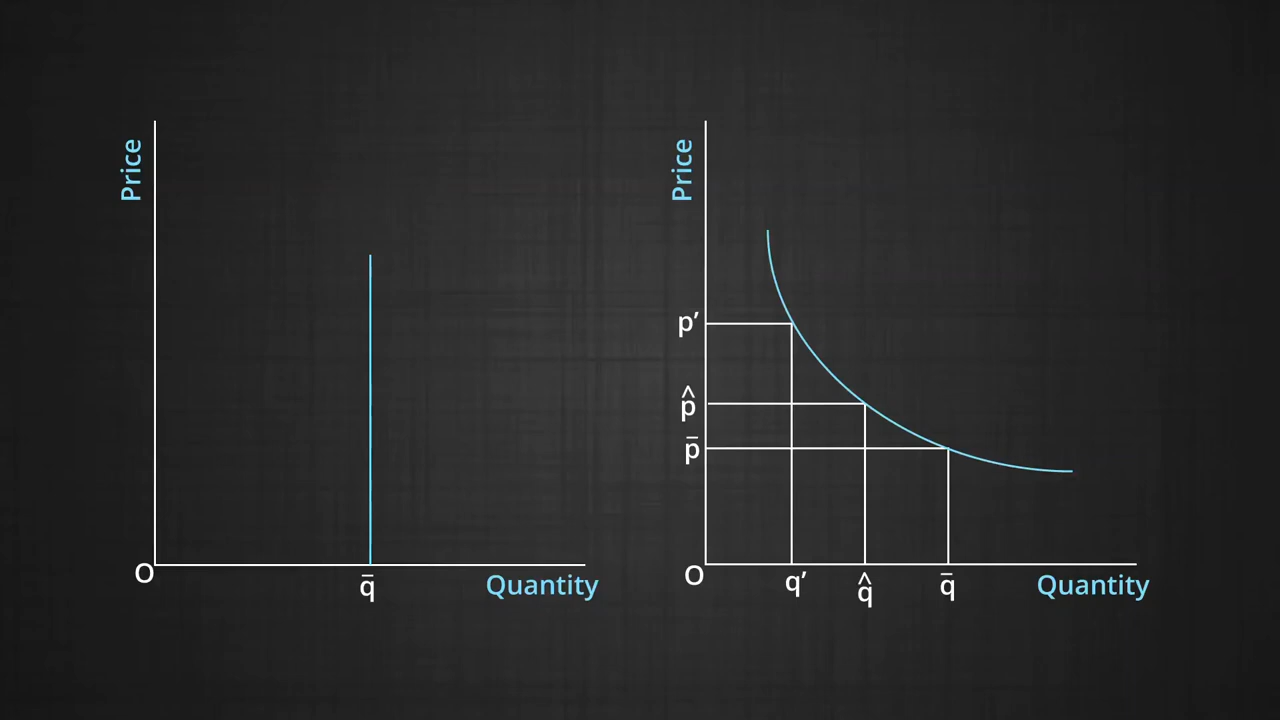 Price
O
q̄
Quantity
Price
p’
p̂
p̄
O
q’
q̂
q̄
Quantity